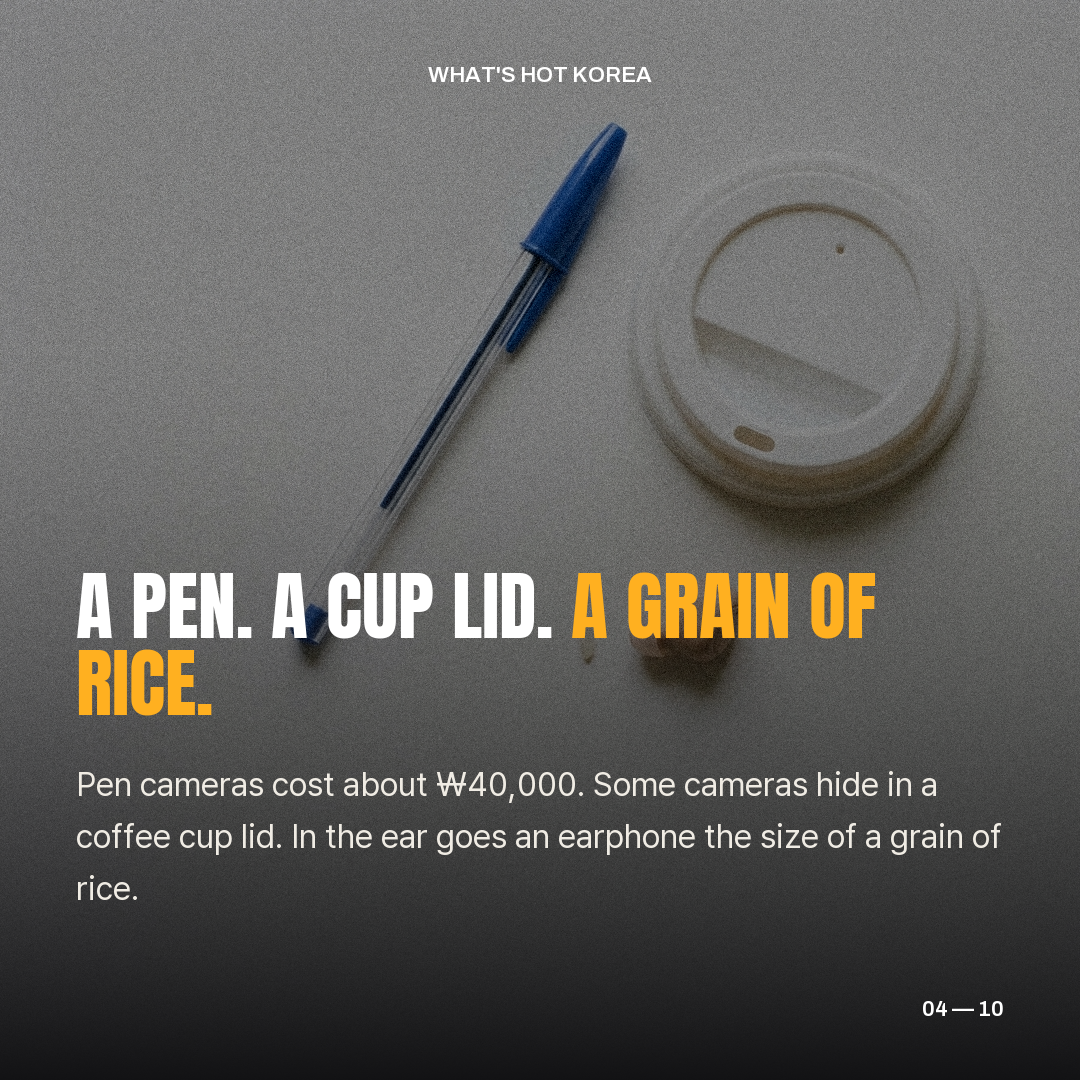 WHAT'S HOT KOREA
A PEN. A CUP LID. A GRAIN OF
RICE.
Pen cameras cost about ₩40,000. Some cameras hide in a
coffee cup lid. In the ear goes an earphone the size of a grain of
rice.
04 — 10